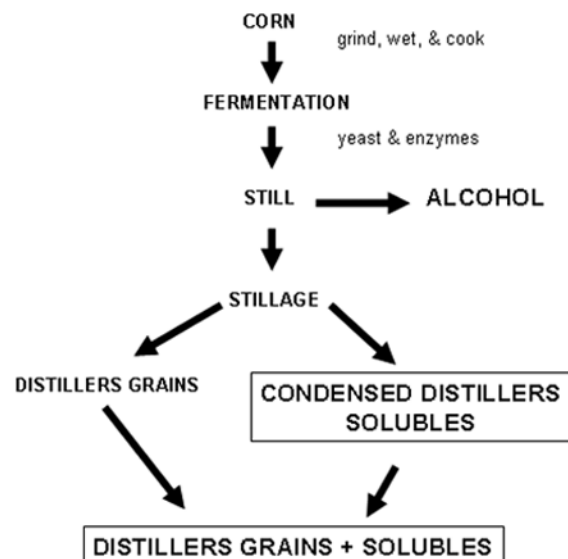 CORN
grind, wet, & cook
FERMENTATION
yeast & enzymes
STILL
ALCOHOL
STILLAGE
DISTILLERS GRAINS
CONDENSED DISTILLERS
SOLUBLES
DISTILLERS GRAINS + SOLUBLES